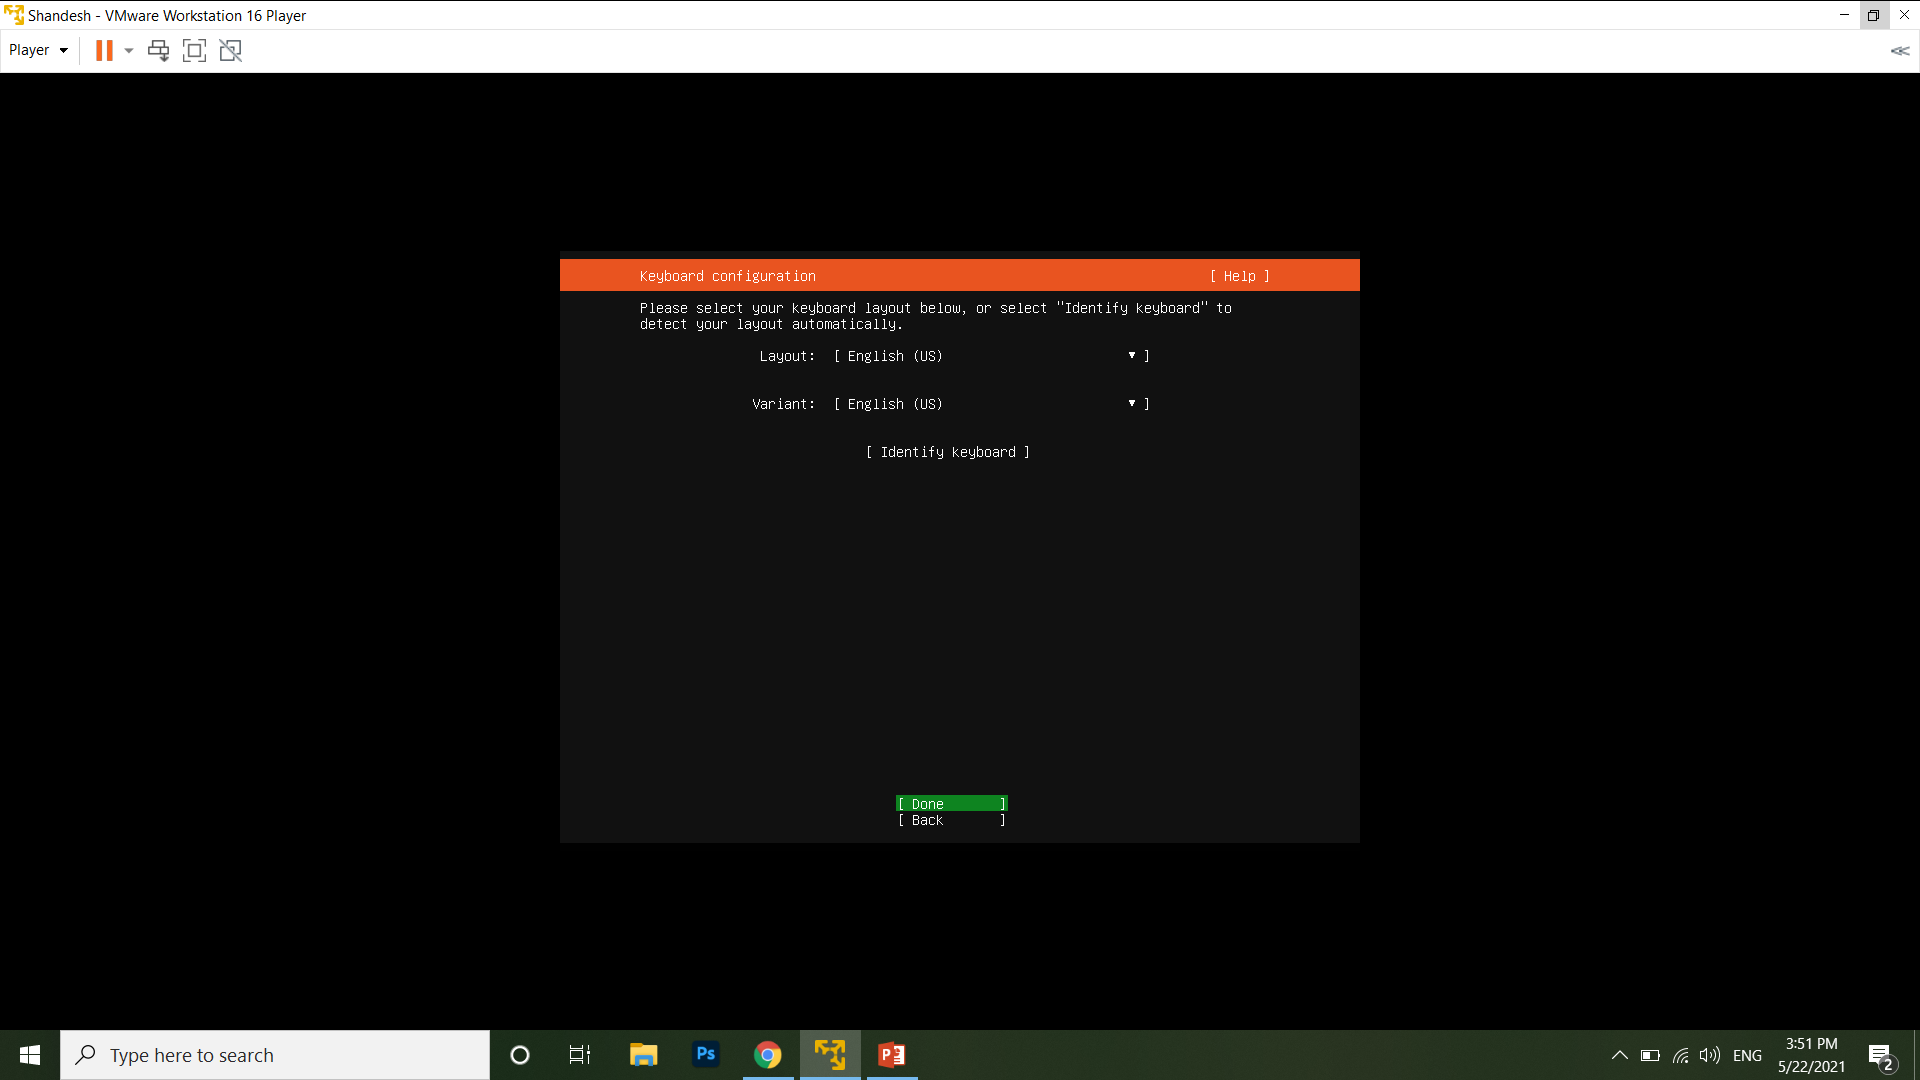 Shandesh - VMware Workstation 16 Player
Player
Keyboard configuration [ Help ]
Please select your keyboard layout below, or select "Identify keyboard" to
detect your layout automatically.
Layout: [ English (US) ▾ ]
Variant: [ English (US) ▾ ]
[ Identify keyboard ]
[ Done ]
[ Back ]
Type here to search
Ps
P
ENG
3:51 PM
5/22/2021
2